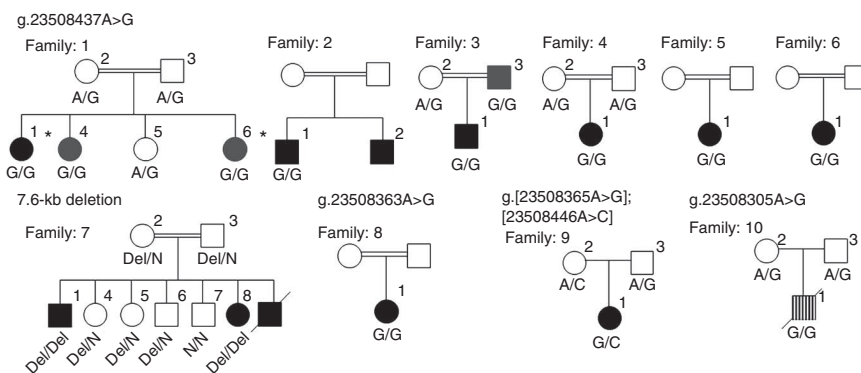 g.23508437A>G
Family: 1
Family: 2
Family: 3
Family: 4
Family: 5
Family: 6
2 3
A/G A/G
2 3
A/G G/G
2 3
A/G A/G
1 * 4 5 6
G/G G/G A/G G/G
* 1 2
G/G
1
G/G
1
G/G
1
G/G
1
G/G
7.6-kb deletion
Family: 7
2 3
Del/N Del/N
1 4 5 6 7 8
Del/Del Del/N Del/N Del/N N/N Del/Del
g.23508363A>G
Family: 8
1
G/G
g.[23508365A>G];
[23508446A>C]
Family: 9
2 3
A/C A/G
1
G/C
g.23508305A>G
Family: 10
2 3
A/G A/G
1
G/G